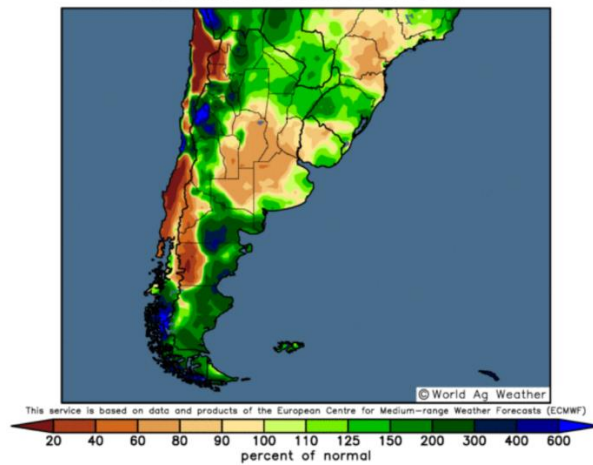 © World Ag Weather
This service is based on data and products of the European Centre for Medium-range Weather Forecasts (ECMWF)
20 40 60 80 90 100 110 125 150 200 300 400 600
percent of normal